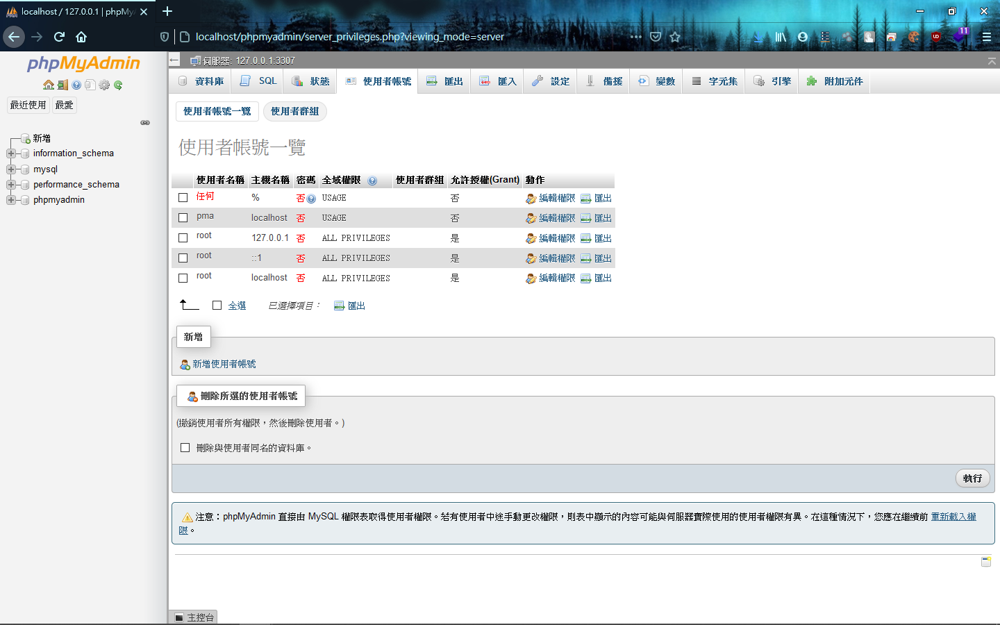 localhost / 127.0.0.1 | phpMyA
localhost/phpmyadmin/server_privileges.php?viewing_mode=server
11
phpMyAdmin
最近使用 最愛
新增
information_schema
mysql
performance_schema
phpmyadmin
伺服器: 127.0.0.1:3307
資料庫 SQL 狀態 使用者帳號 匯出 匯入 設定 備援 變數 字元集 引擎 附加元件
使用者帳號一覽 使用者群組
使用者帳號一覽
使用者名稱 主機名稱 密碼 全域權限 使用者群組 允許授權(Grant) 動作
任何 % 否 USAGE 否 編輯權限 匯出
pma localhost 否 USAGE 否 編輯權限 匯出
root 127.0.0.1 否 ALL PRIVILEGES 是 編輯權限 匯出
root ::1 否 ALL PRIVILEGES 是 編輯權限 匯出
root localhost 否 ALL PRIVILEGES 是 編輯權限 匯出
全選 已選擇項目： 匯出
新增
新增使用者帳號
刪除所選的使用者帳號
(撤銷使用者所有權限，然後刪除使用者。)
刪除與使用者同名的資料庫。
執行
注意：phpMyAdmin 直接由 MySQL 權限表取得使用者權限。若有使用者中途手動更改權限，則表中顯示的內容可能與伺服器實際使用的使用者權限有異。在這種情況下，您應在繼續前 重新載入權
限。
主控台